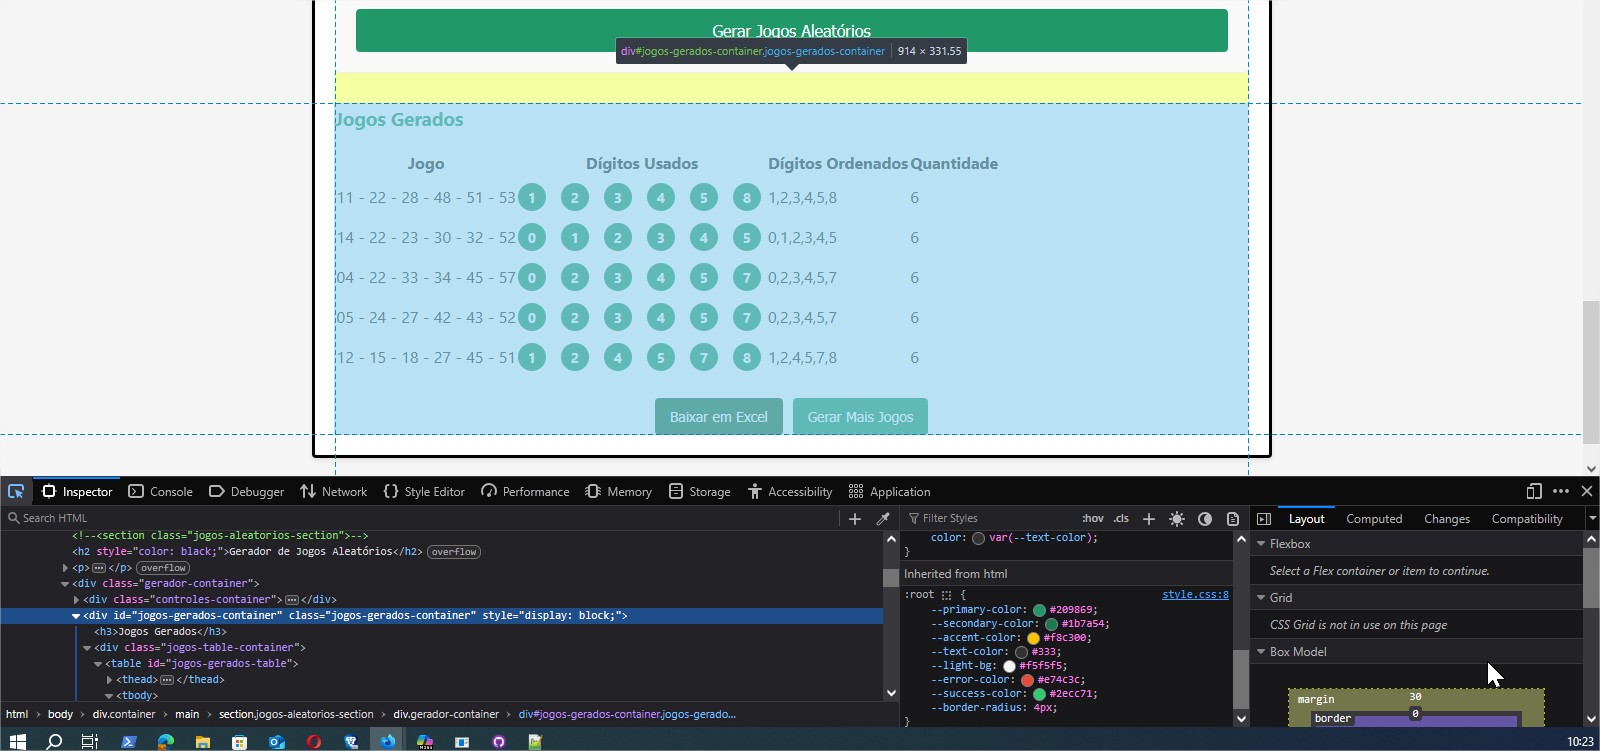 Gerar Jogos Aleatórios
div#jogos-gerados-container.jogos-gerados-container 914 × 331.55
Jogos Gerados
Jogo Dígitos Usados Dígitos Ordenados Quantidade
11 - 22 - 28 - 48 - 51 - 53 1 2 3 4 5 8 1,2,3,4,5,8 6
14 - 22 - 23 - 30 - 32 - 52 0 1 2 3 4 5 0,1,2,3,4,5 6
04 - 22 - 33 - 34 - 45 - 57 0 2 3 4 5 7 0,2,3,4,5,7 6
05 - 24 - 27 - 42 - 43 - 52 0 2 3 4 5 7 0,2,3,4,5,7 6
12 - 15 - 18 - 27 - 45 - 51 1 2 4 5 7 8 1,2,4,5,7,8 6
Baixar em Excel Gerar Mais Jogos
Inspector Console Debugger Network Style Editor Performance Memory Storage Accessibility Application
Search HTML
<!--<section class="jogos-aleatorios-section">-->
<h2 style="color: black;">Gerador de Jogos Aleatórios</h2> overflow
<p>…</p> overflow
<div class="gerador-container">
<div class="controles-container">…</div>
<div id="jogos-gerados-container" class="jogos-gerados-container" style="display: block;">
<h3>Jogos Gerados</h3>
<div class="jogos-table-container">
<table id="jogos-gerados-table">
<thead>…</thead>
<tbody>
html > body > div.container > main > section.jogos-aleatorios-section > div.gerador-container > div#jogos-gerados-container.jogos-gerado…
Filter Styles :hov .cls
color: var(--text-color);
}
Inherited from html
:root { style.css:8
--primary-color: #209869;
--secondary-color: #1b7a54;
--accent-color: #f8c300;
--text-color: #333;
--light-bg: #f5f5f5;
--error-color: #e74c3c;
--success-color: #2ecc71;
--border-radius: 4px;
}
Layout Computed Changes Compatibility
Flexbox
Select a Flex container or item to continue.
Grid
CSS Grid is not in use on this page
Box Model
margin 30
border 0
10:23